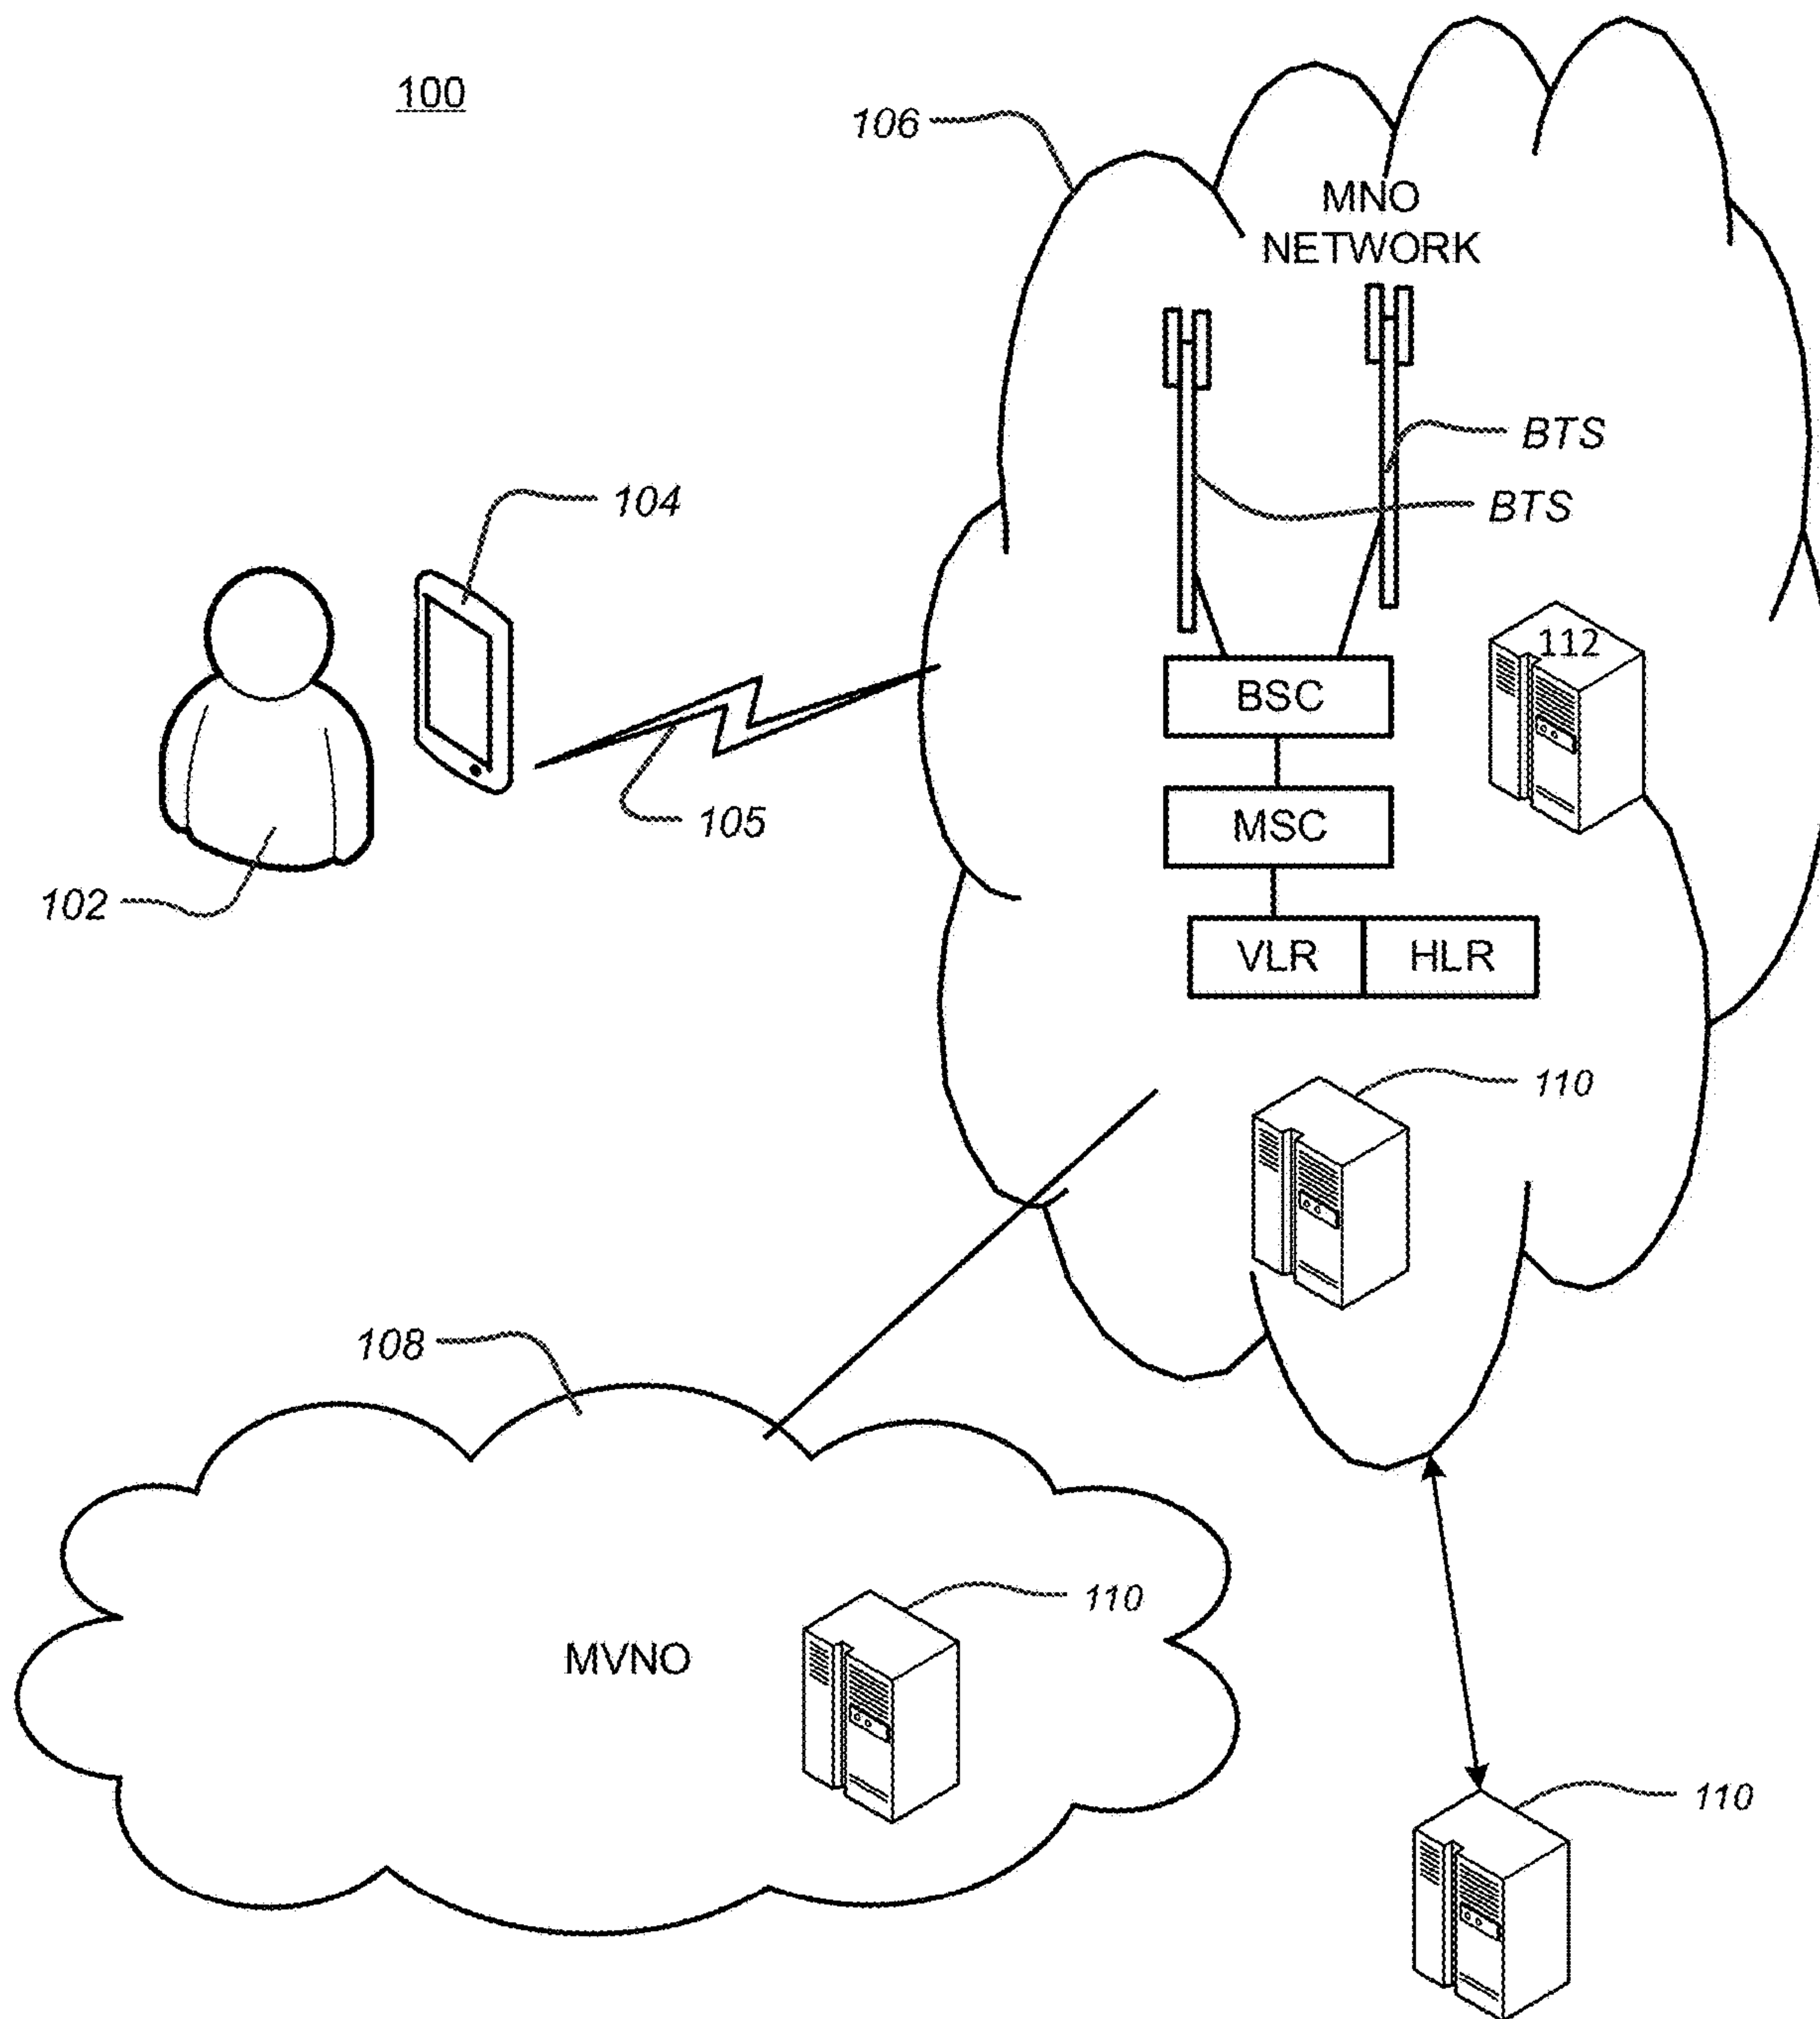 100
106
MNO
NETWORK
BTS
104
BTS
112
BSC
105
MSC
102
VLR
HLR
110
108
110
MVNO
110